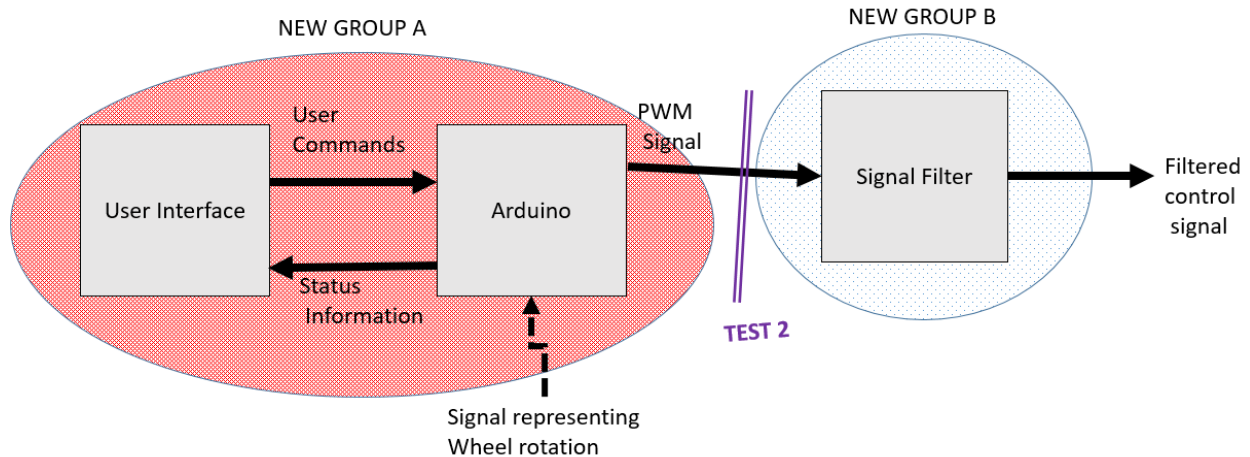 NEW GROUP A
NEW GROUP B
User
Commands
PWM
Signal
User Interface
Arduino
Signal Filter
Filtered
control
signal
Status
Information
TEST 2
Signal representing
Wheel rotation